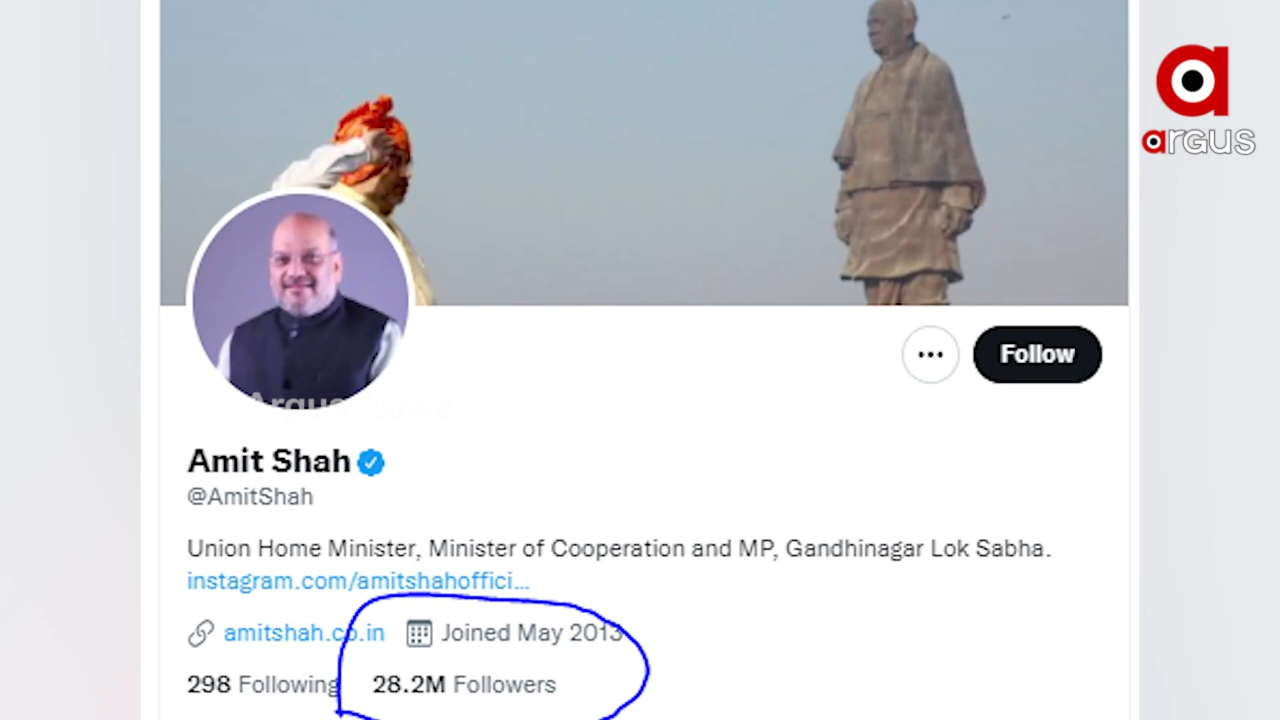 argus
Follow
Amit Shah
@AmitShah
Union Home Minister, Minister of Cooperation and MP, Gandhinagar Lok Sabha.
instagram.com/amitshahoffici...
amitshah.co.in Joined May 2013
298 Following 28.2M Followers